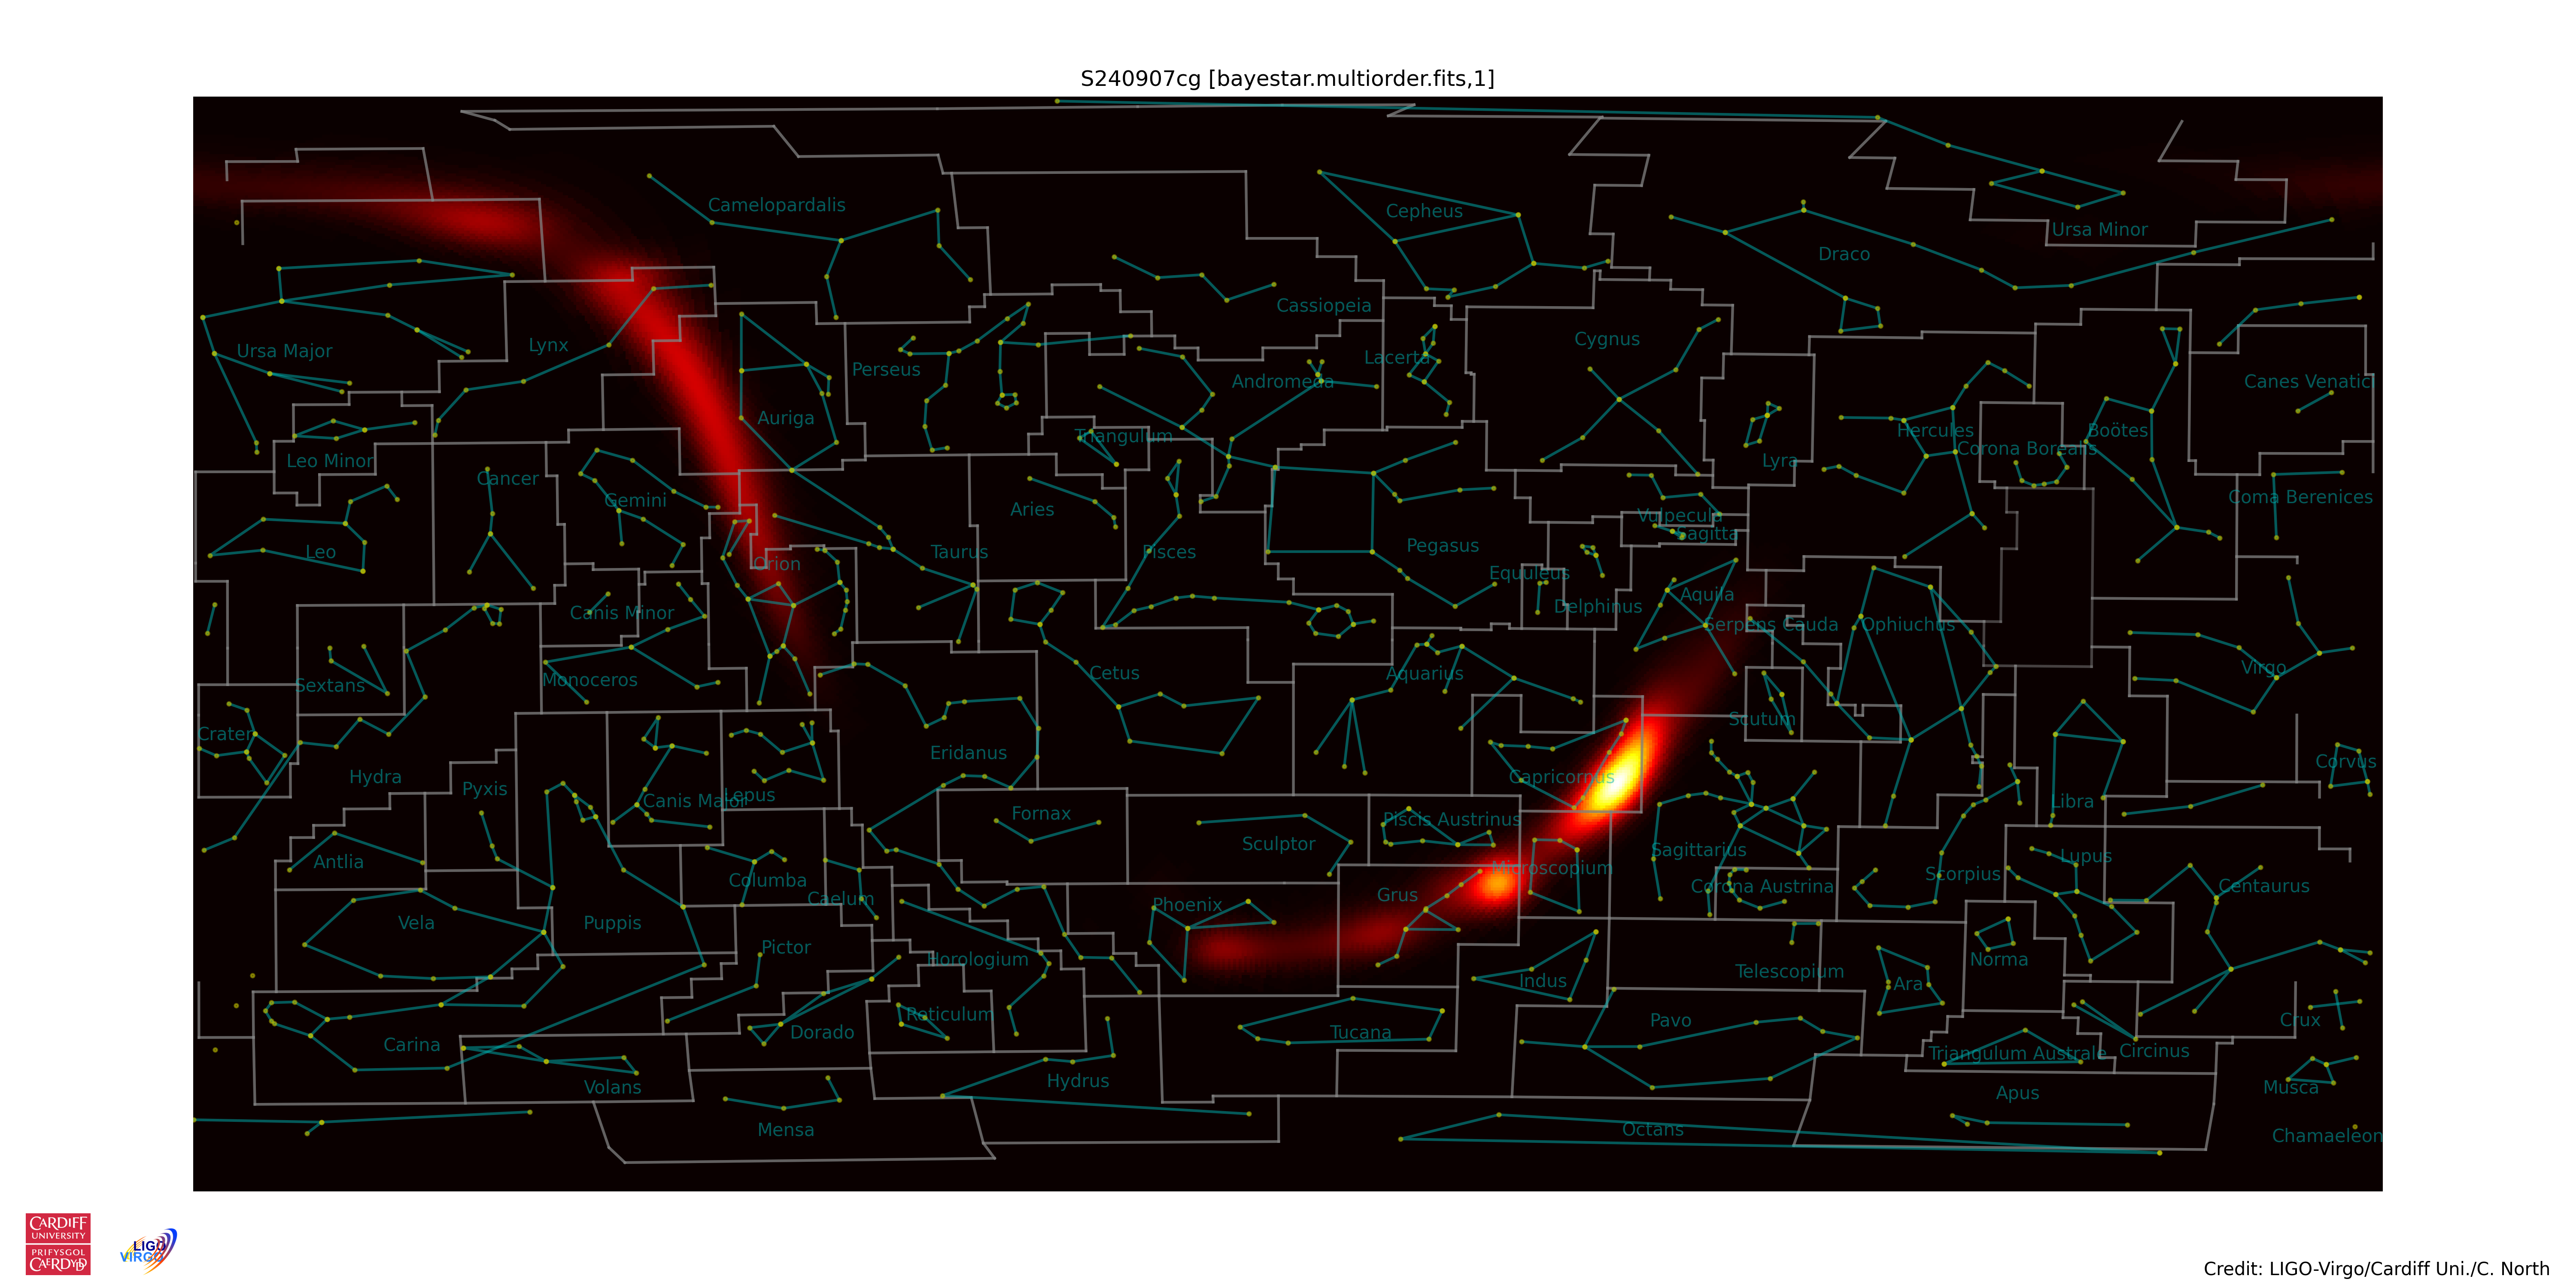 S240907cg [bayestar.multiorder.fits,1]
Camelopardalis
Cepheus
Ursa Minor
Draco
Cassiopeia
Cygnus
Ursa Major
Lynx
Lacerta
Perseus
Andromeda
Canes Venatici
Auriga
Triangulum
Hercules
Boötes
Corona Borealis
Leo Minor
Lyra
Cancer
Gemini
Coma Berenices
Aries
Vulpecula
Sagitta
Leo
Taurus
Pisces
Pegasus
Orion
Equuleus
Aquila
Canis Minor
Delphinus
Serpens Cauda
Ophiuchus
Virgo
Sextans
Monoceros
Cetus
Aquarius
Scutum
Crater
Eridanus
Corvus
Hydra
Capricornus
Pyxis
Canis Major
Lepus
Libra
Fornax
Piscis Austrinus
Sculptor
Sagittarius
Lupus
Antlia
Microscopium
Scorpius
Columba
Corona Austrina
Centaurus
Caelum
Grus
Phoenix
Vela
Puppis
Pictor
Horologium
Norma
Telescopium
Indus
Ara
Reticulum
Pavo
Crux
Dorado
Tucana
Carina
Triangulum Australe
Circinus
Hydrus
Volans
Musca
Apus
Mensa
Octans
Chamaeleon
CARDIFF
UNIVERSITY
PRIFYSGOL
CAERDYDD
LIGO
VIRGO
Credit: LIGO-Virgo/Cardiff Uni./C. North